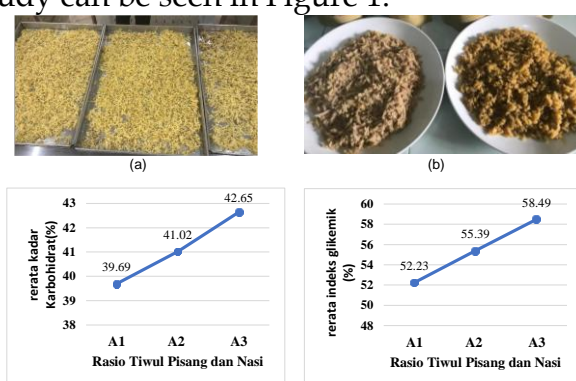 udy can be seen in Figure 1.
(a)
(b)
rerata kadar
Karbohidrat(%)
43
42
41
40
39
38
39.69
41.02
42.65
A1 A2 A3
Rasio Tiwul Pisang dan Nasi
rerata indeks glikemik
(%)
60
58
56
54
52
50
48
52.23
55.39
58.49
A1 A2 A3
Rasio Tiwul Pisang dan Nasi